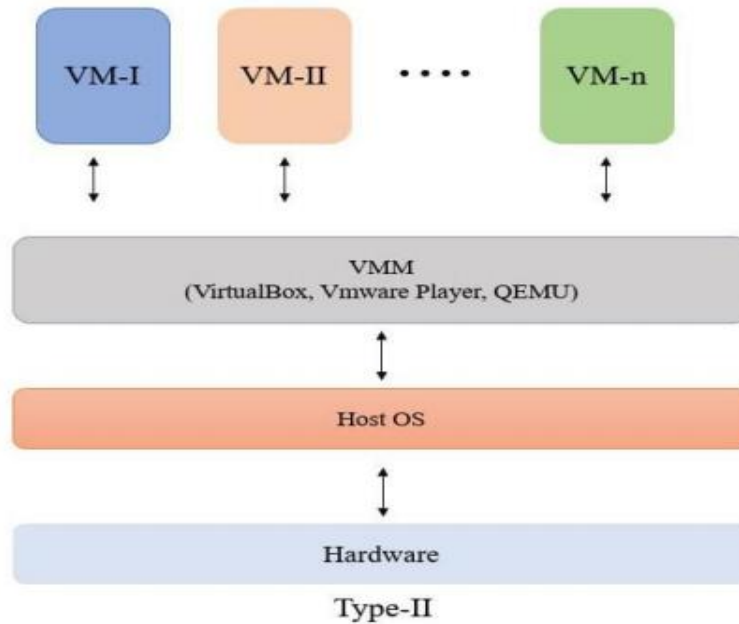 VM-I VM-II .... VM-n
VMM
(VirtualBox, Vmware Player, QEMU)
Host OS
Hardware
Type-II